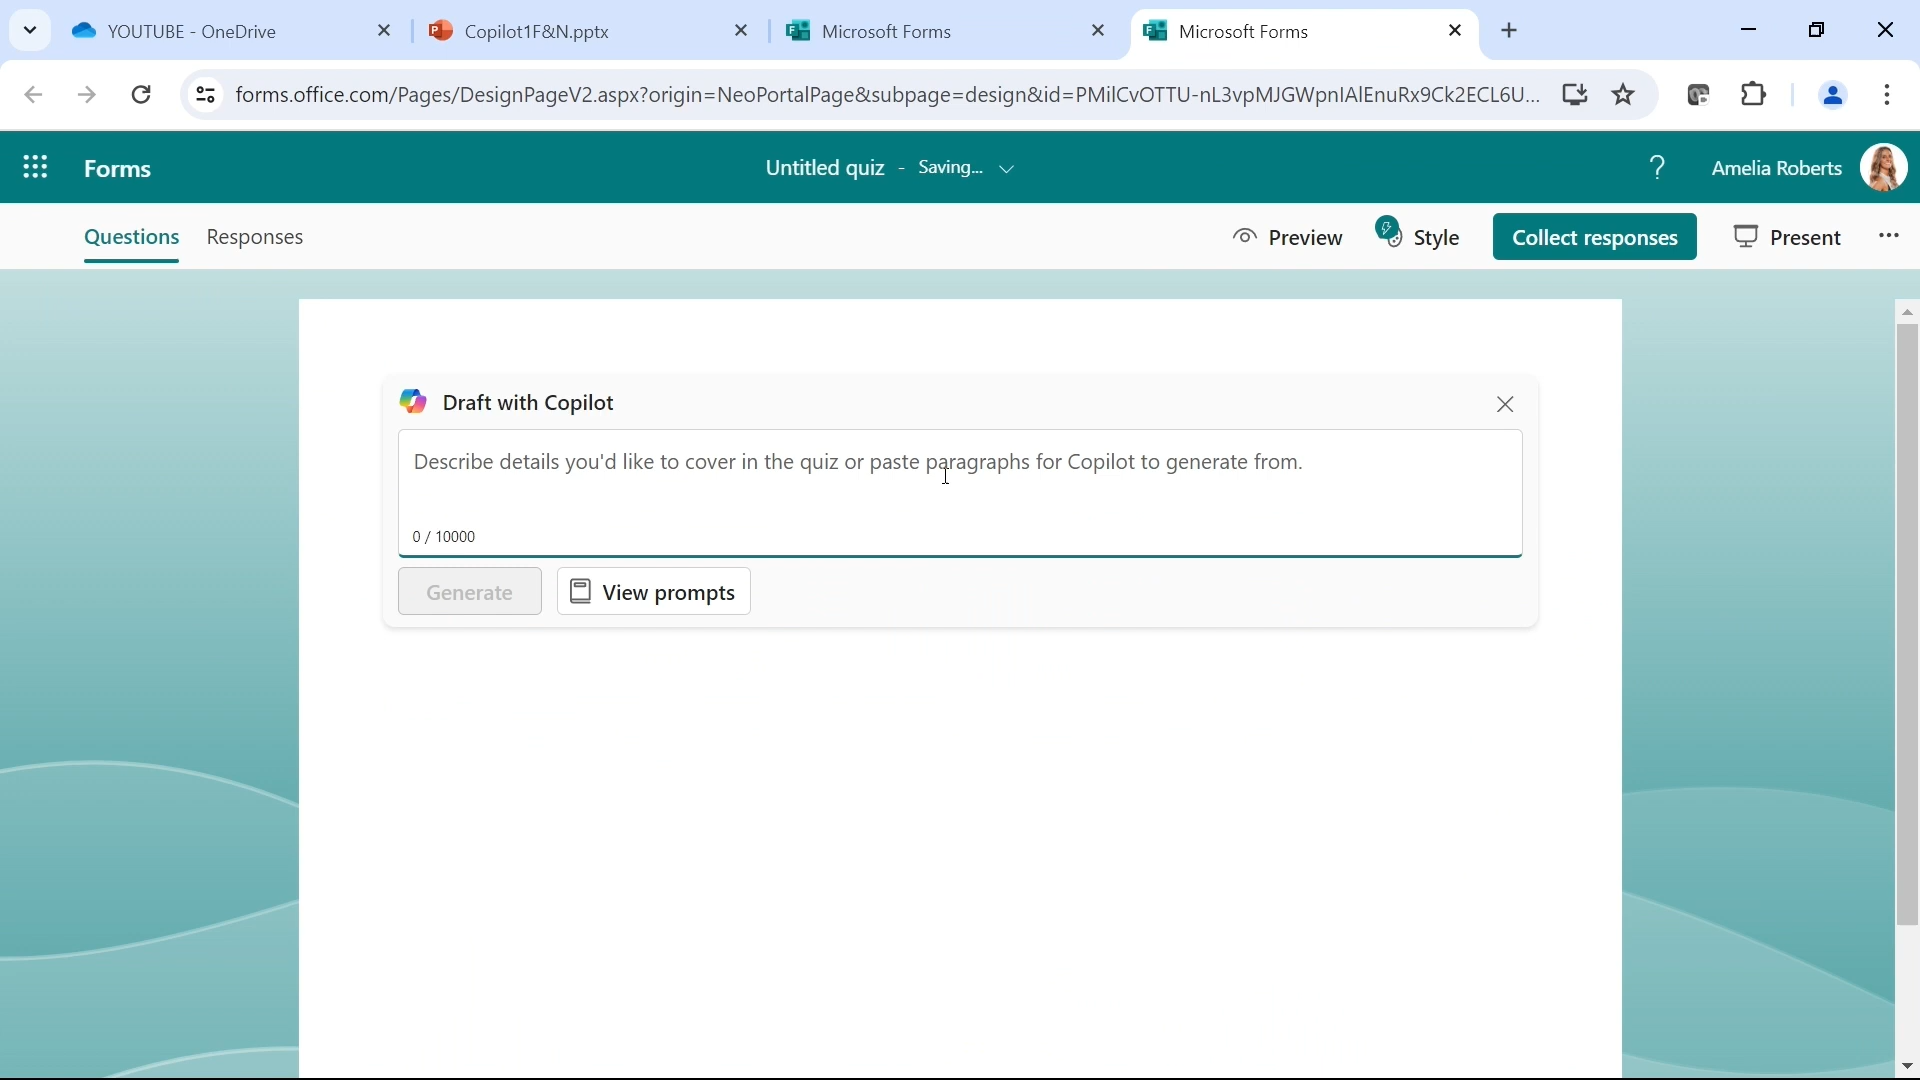 YOUTUBE - OneDrive
Copilot1F&N.pptx
Microsoft Forms
Microsoft Forms
forms.office.com/Pages/DesignPageV2.aspx?origin=NeoPortalPage&subpage=design&id=PMilCvOTTU-nL3vpMJGWpnIAlEnuRx9Ck2ECL6U...
Forms
Untitled quiz - Saving...
?
Amelia Roberts
Questions
Responses
Preview
Style
Collect responses
Present
Draft with Copilot
Describe details you'd like to cover in the quiz or paste paragraphs for Copilot to generate from.
0 / 10000
Generate
View prompts